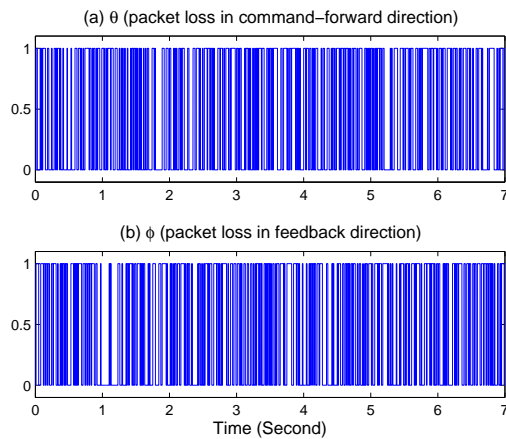 (a) θ (packet loss in command−forward direction)
1
0.5
0
0 1 2 3 4 5 6 7
(b) ϕ (packet loss in feedback direction)
1
0.5
0
0 1 2 3 4 5 6 7
Time (Second)